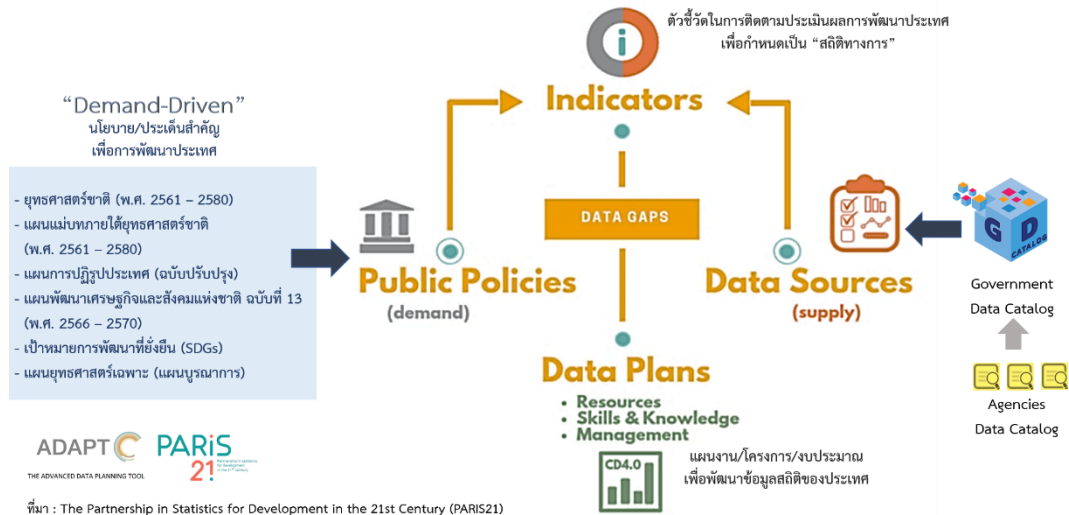 ตัวชี้วัดในการติดตามประเมินผลการพัฒนาประเทศ
เพื่อกำหนดเป็น “สถิติทางการ”
i
Indicators
“Demand-Driven”
นโยบาย/ประเด็นสำคัญ
เพื่อการพัฒนาประเทศ
- ยุทธศาสตร์ชาติ (พ.ศ. 2561 – 2580)
- แผนแม่บทภายใต้ยุทธศาสตร์ชาติ
(พ.ศ. 2561 – 2580)
- แผนการปฏิรูปประเทศ (ฉบับปรับปรุง)
- แผนพัฒนาเศรษฐกิจและสังคมแห่งชาติ ฉบับที่ 13
(พ.ศ. 2566 – 2570)
- เป้าหมายการพัฒนาที่ยั่งยืน (SDGs)
- แผนยุทธศาสตร์เฉพาะ (แผนบูรณาการ)
DATA GAPS
Public Policies
(demand)
Data Sources
(supply)
G D
CATALOG
Government
Data Catalog
Agencies
Data Catalog
Data Plans
• Resources
• Skills & Knowledge
• Management
CD4.0
แผนงาน/โครงการ/งบประมาณ
เพื่อพัฒนาข้อมูลสถิติของประเทศ
ADAPT
THE ADVANCED DATA PLANNING TOOL
PARiS
21
Partnership in statistics
for development
in the 21st century
ที่มา : The Partnership in Statistics for Development in the 21st Century (PARIS21)